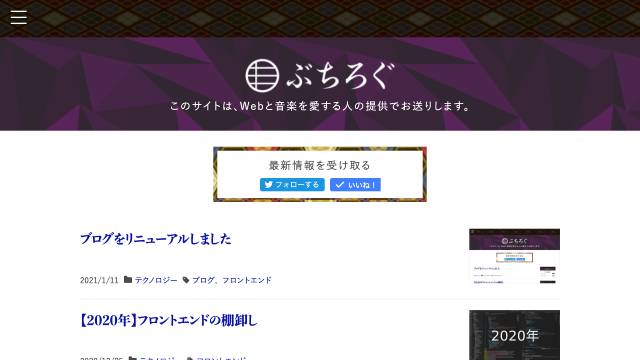 ぶちろぐ
このサイトは、Webと音楽を愛する人の提供でお送りします。
最新情報を受け取る
フォローする いいね！
ブログをリニューアルしました
2021/1/11 テクノロジー ブログ, フロントエンド
【2020年】フロントエンドの棚卸し
2020年